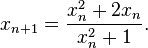 x_{n+1} = \frac{x_n^2 + 2x_n}{x_n^2 + 1}.